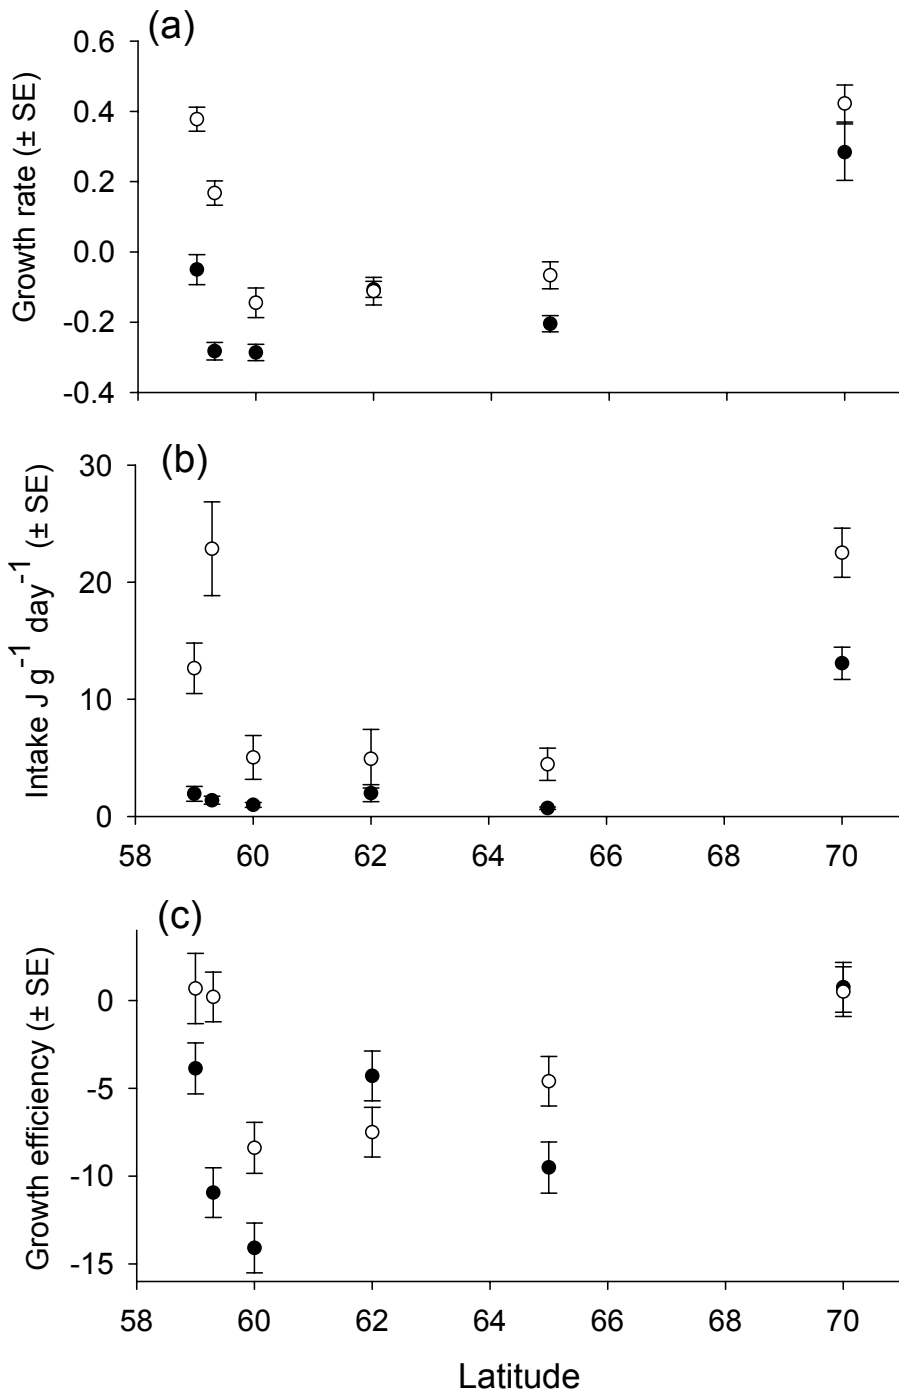 (a)
Growth rate (± SE)
0.6
0.4
0.2
0.0
-0.2
-0.4
(b)
Intake J g⁻¹ day⁻¹ (± SE)
30
20
10
0
58 60 62 64 66 68 70
(c)
Growth efficiency (± SE)
0
-5
-10
-15
58 60 62 64 66 68 70
Latitude